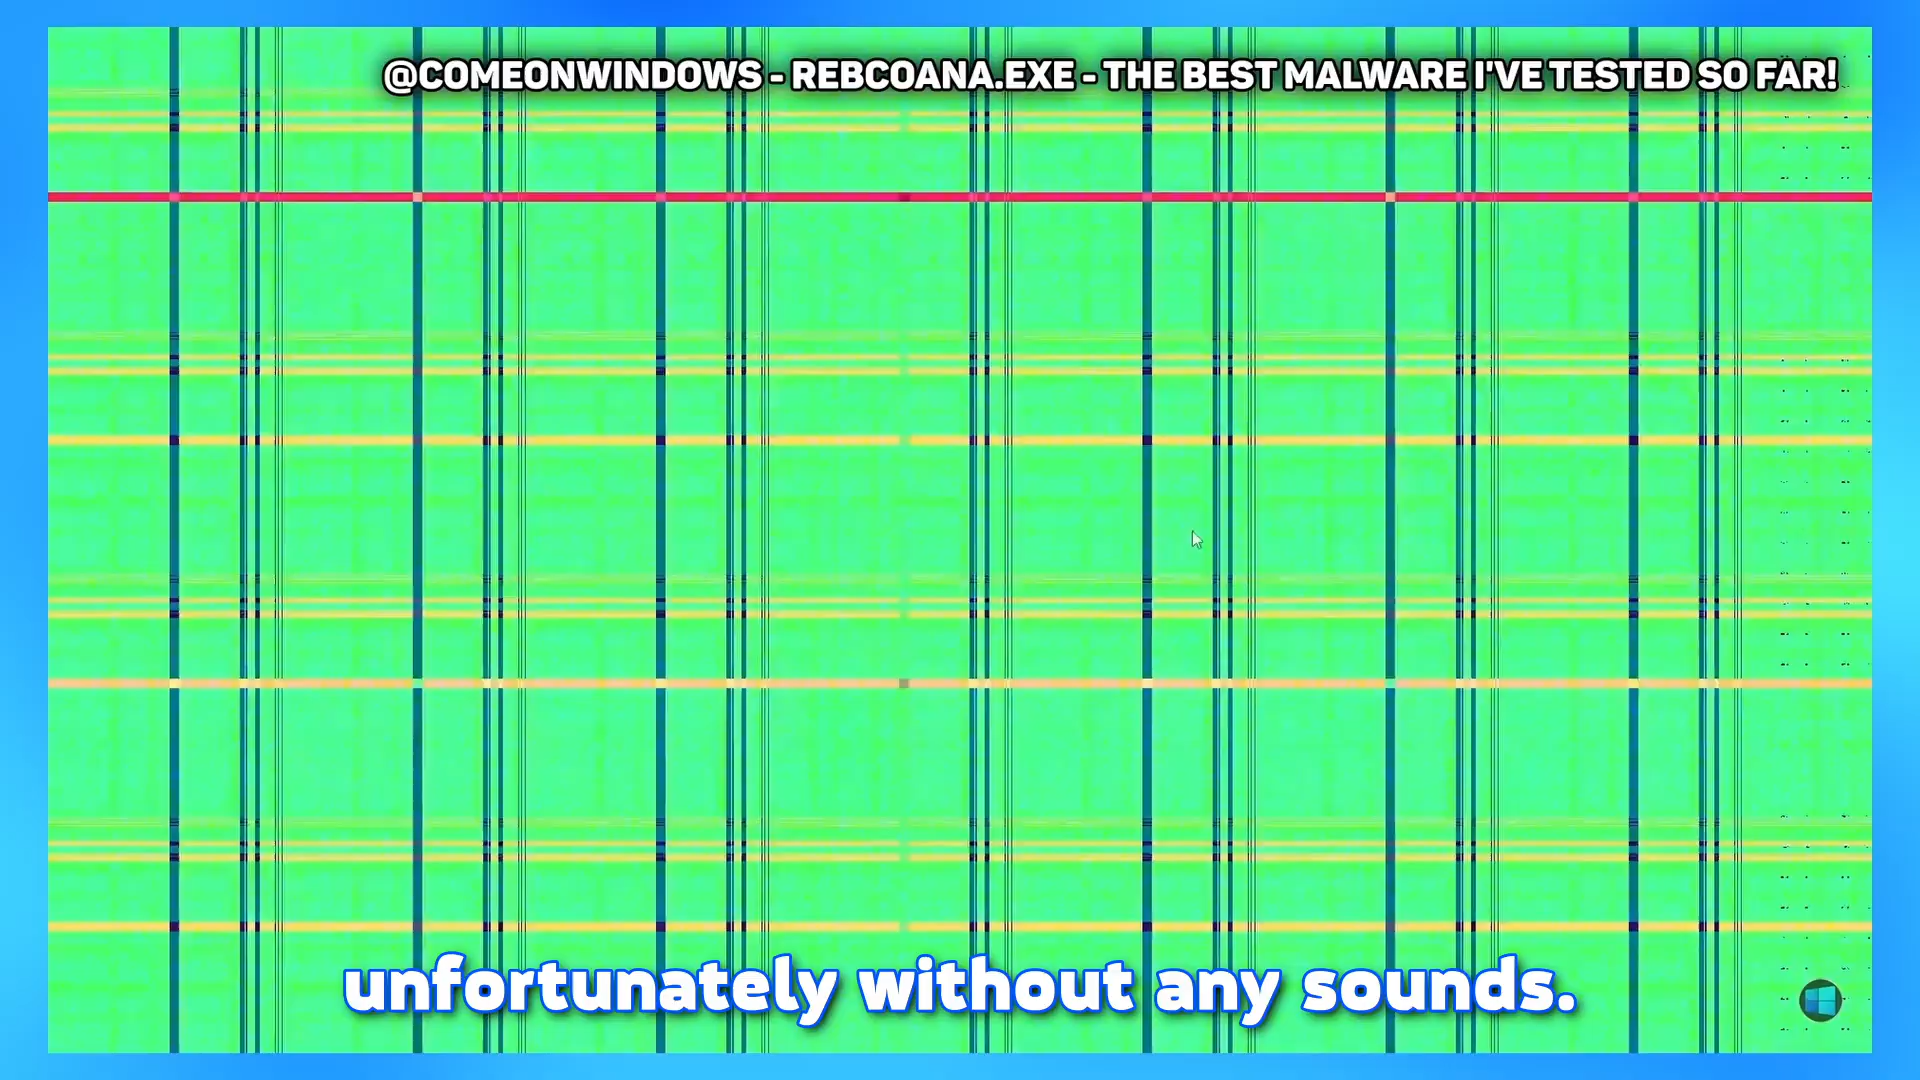 @COMEONWINDOWS - REBCOANA.EXE - THE BEST MALWARE I'VE TESTED SO FAR!
unfortunately without any sounds.